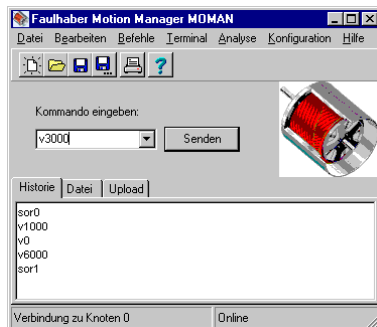 Faulhaber Motion Manager MOMAN
Datei Bearbeiten Befehle Terminal Analyse Konfiguration Hilfe
Kommando eingeben:
v3000 Senden
Historie Datei Upload
sor0
v1000
v0
v6000
sor1
Verbindung zu Knoten 0 Online